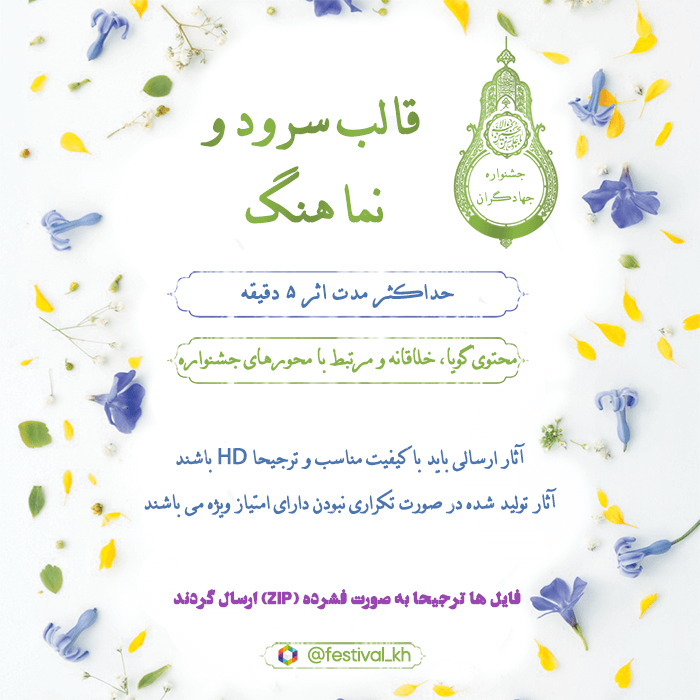 قالب سرود و
نماهنگ
جشنواره
جهادگران
حداکثر مدت اثر ۵ دقیقه
محتوی گویا، خلاقانه و مرتبط با محورهای جشنواره
آثار ارسالی باید با کیفیت مناسب و ترجیحا HD باشند
آثار تولید شده در صورت تکراری نبودن دارای امتیاز ویژه می باشند
فایل ها ترجیحا به صورت فشرده (ZIP) ارسال گردند
@festival_kh